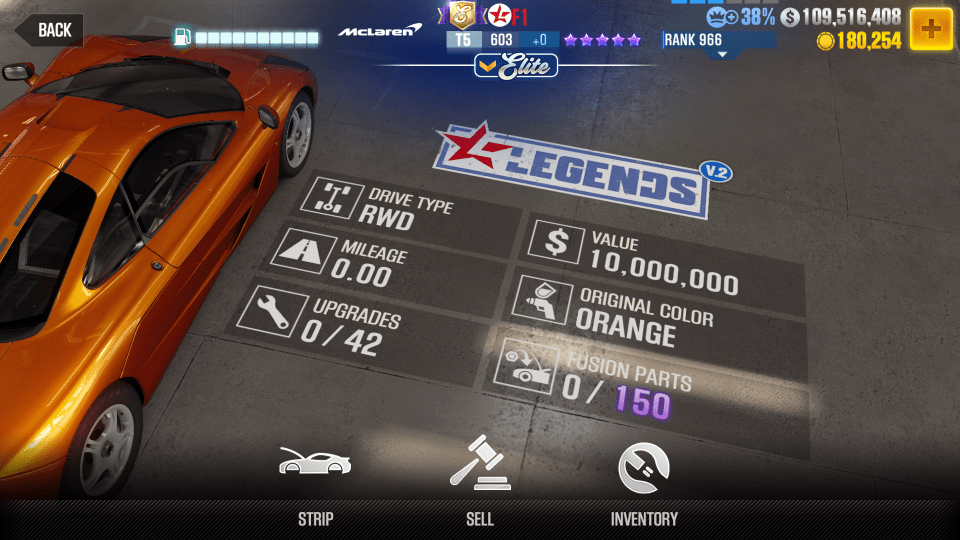 BACK
McLaren
F1
T5 603 +0
Elite
38%
109,516,408
RANK 966
180,254
LEGENDS V.2
DRIVE TYPE
RWD
MILEAGE
0.00
UPGRADES
0/42
VALUE
10,000,000
ORIGINAL COLOR
ORANGE
FUSION PARTS
0/150
STRIP
SELL
INVENTORY